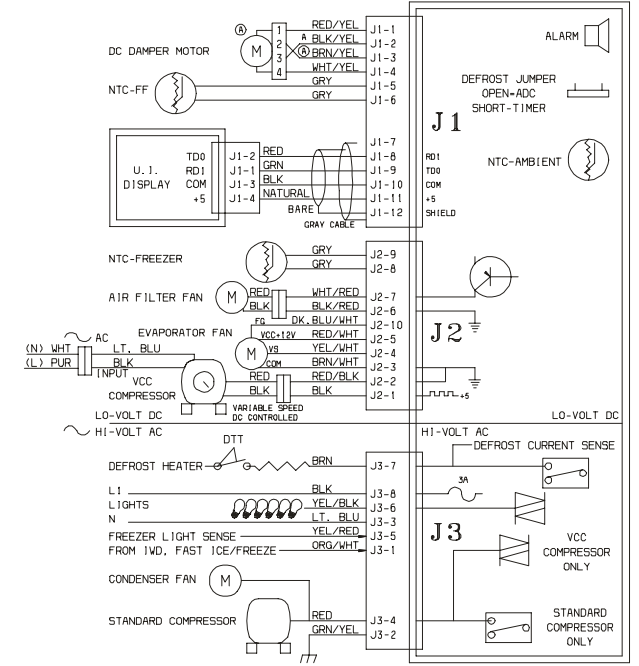 RED/YEL J1-1
A BLK/YEL J1-2
A BRN/YEL J1-3
WHT/YEL J1-4
1
2
3
4
M
DC DAMPER MOTOR
A
NTC-FF
GRY J1-5
GRY J1-6
ALARM
DEFROST JUMPER
OPEN=ADC
SHORT-TIMER
J1
J1-7
TDO J1-2 RED J1-8 RD1
RD1 J1-1 GRN J1-9 TDO
COM J1-3 BLK J1-10 COM
+5 J1-4 NATURAL J1-11 +5
BARE J1-12 SHIELD
U.I.
DISPLAY
GRAY CABLE
NTC-AMBIENT
NTC-FREEZER
GRY J2-9
GRY J2-8
AIR FILTER FAN M
RED WHT/RED J2-7
BLK BLK/RED J2-6
FG DK.BLU/WHT J2-10
EVAPORATOR FAN VCC+12V RED/WHT J2-5
M VS YEL/WHT J2-4
COM BRN/WHT J2-3
J2
AC
(N) WHT LT. BLU
(L) PUR BLK
INPUT
VCC
COMPRESSOR
RED RED/BLK J2-2
BLK BLK J2-1 +5
VARIABLE SPEED
DC CONTROLLED
LO-VOLT DC LO-VOLT DC
HI-VOLT AC HI-VOLT AC
DTT
DEFROST HEATER BRN J3-7
DEFROST CURRENT SENSE
3A
L1 BLK J3-8
LIGHTS YEL/BLK J3-6
N LT. BLU J3-3
FREEZER LIGHT SENSE YEL/RED J3-5
FROM IWD, FAST ICE/FREEZE ORG/WHT J3-1
J3
VCC
COMPRESSOR
ONLY
CONDENSER FAN M
STANDARD COMPRESSOR RED J3-4
GRN/YEL J3-2
STANDARD
COMPRESSOR
ONLY